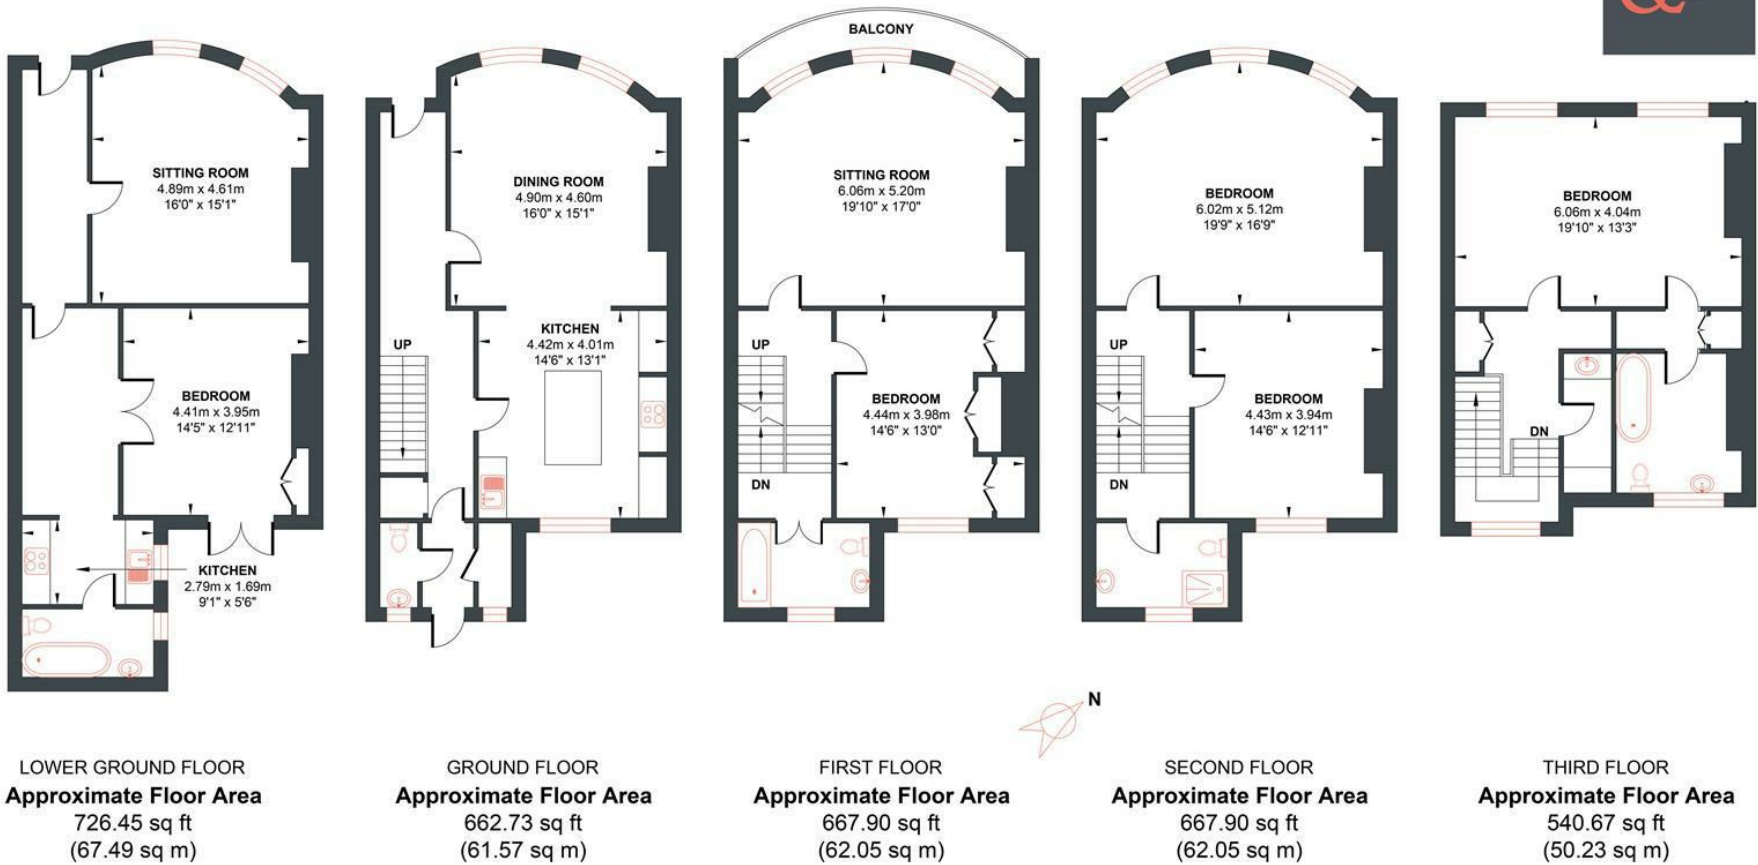 BALCONY
SITTING ROOM
4.89m x 4.61m
16'0" x 15'1"
BEDROOM
4.41m x 3.95m
14'5" x 12'11"
KITCHEN
2.79m x 1.69m
9'1" x 5'6"
DINING ROOM
4.90m x 4.60m
16'0" x 15'1"
KITCHEN
4.42m x 4.01m
14'6" x 13'1"
UP
SITTING ROOM
6.06m x 5.20m
19'10" x 17'0"
UP
BEDROOM
4.44m x 3.98m
14'6" x 13'0"
DN
BEDROOM
6.02m x 5.12m
19'9" x 16'9"
UP
BEDROOM
4.43m x 3.94m
14'6" x 12'11"
DN
BEDROOM
6.06m x 4.04m
19'10" x 13'3"
DN
N
LOWER GROUND FLOOR
Approximate Floor Area
726.45 sq ft
(67.49 sq m)
GROUND FLOOR
Approximate Floor Area
662.73 sq ft
(61.57 sq m)
FIRST FLOOR
Approximate Floor Area
667.90 sq ft
(62.05 sq m)
SECOND FLOOR
Approximate Floor Area
667.90 sq ft
(62.05 sq m)
THIRD FLOOR
Approximate Floor Area
540.67 sq ft
(50.23 sq m)